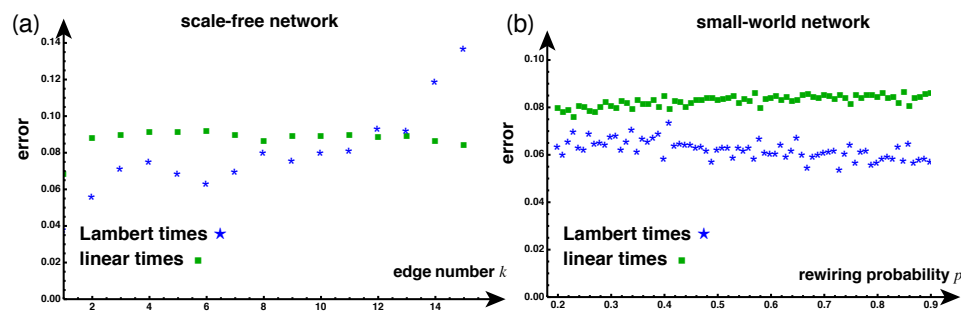 (a) scale-free network
0.14
0.12
0.10
0.08
0.06
0.04
0.02
0.00
error
Lambert times
linear times
edge number k
2 4 6 8 10 12 14
(b) small-world network
0.10
0.08
0.06
0.04
0.02
0.00
error
Lambert times
linear times
rewiring probability p
0.2 0.3 0.4 0.5 0.6 0.7 0.8 0.9